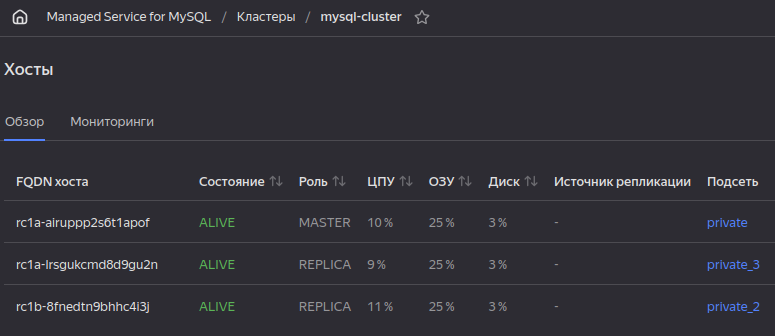 Managed Service for MySQL / Кластеры / mysql-cluster
Хосты
Обзор Мониторинги
FQDN хоста Состояние Роль ЦПУ ОЗУ Диск Источник репликации Подсеть
rc1a-airuppp2s6t1apof ALIVE MASTER 10 % 25 % 3 % - private
rc1a-lrsgukcmd8d9gu2n ALIVE REPLICA 9 % 25 % 3 % - private_3
rc1b-8fnedtn9bhhc4i3j ALIVE REPLICA 11 % 25 % 3 % - private_2